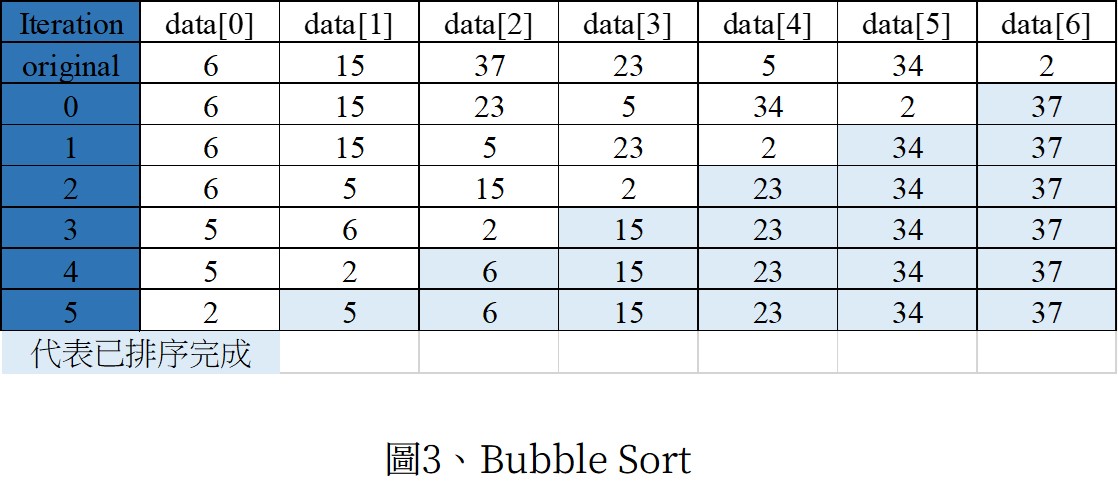 Iteration data[0] data[1] data[2] data[3] data[4] data[5] data[6]
original 6 15 37 23 5 34 2
0 6 15 23 5 34 2 37
1 6 15 5 23 2 34 37
2 6 5 15 2 23 34 37
3 5 6 2 15 23 34 37
4 5 2 6 15 23 34 37
5 2 5 6 15 23 34 37
代表已排序完成
圖3、Bubble Sort